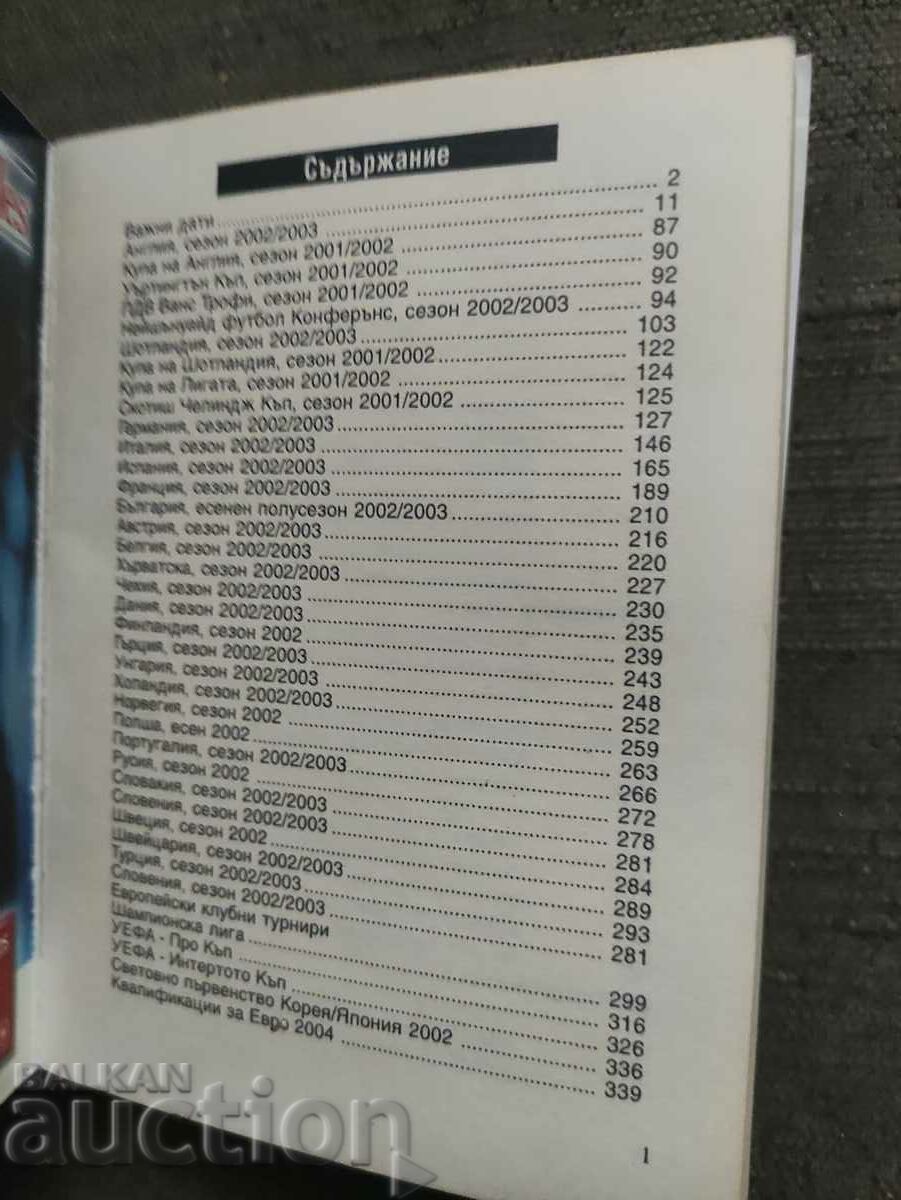 Съдържание
Важни дати 2
Англия, сезон 2002/2003 11
Купа на Англия, сезон 2001/2002 87
Уъртингтън Къп, сезон 2001/2002 90
ЛДВ Ванс Трофи, сезон 2001/2002 92
Нейшънуайд футбол Конферънс, сезон 2002/2003 94
Шотландия, сезон 2002/2003 103
Купа на Шотландия, сезон 2001/2002 122
Купа на Лигата, сезон 2001/2002 124
Скотиш Челиндж Къп, сезон 2001/2002 125
Германия, сезон 2002/2003 127
Италия, сезон 2002/2003 146
Испания, сезон 2002/2003 165
Франция, сезон 2002/2003 189
България, есенен полусезон 2002/2003 210
Австрия, сезон 2002/2003 216
Белгия, сезон 2002/2003 220
Хърватска, сезон 2002/2003 227
Чехия, сезон 2002/2003 230
Дания, сезон 2002/2003 235
Финландия, сезон 2002 239
Гърция, сезон 2002/2003 243
Унгария, сезон 2002/2003 248
Холандия, сезон 2002/2003 252
Норвегия, сезон 2002 259
Полша, есен 2002 263
Португалия, сезон 2002/2003 266
Русия, сезон 2002 272
Словакия, сезон 2002/2003 278
Словения, сезон 2002/2003 281
Швеция, сезон 2002 284
Швейцария, сезон 2002/2003 289
Турция, сезон 2002/2003 293
Словения, сезон 2002/2003 281
Европейски клубни турнири
Шампионска лига 299
УЕФА - Про Къп 316
УЕФА - Интертото Къп 326
Световно първенство Корея/Япония 2002 336
Квалификации за Евро 2004 339
1
BALKAN
auction